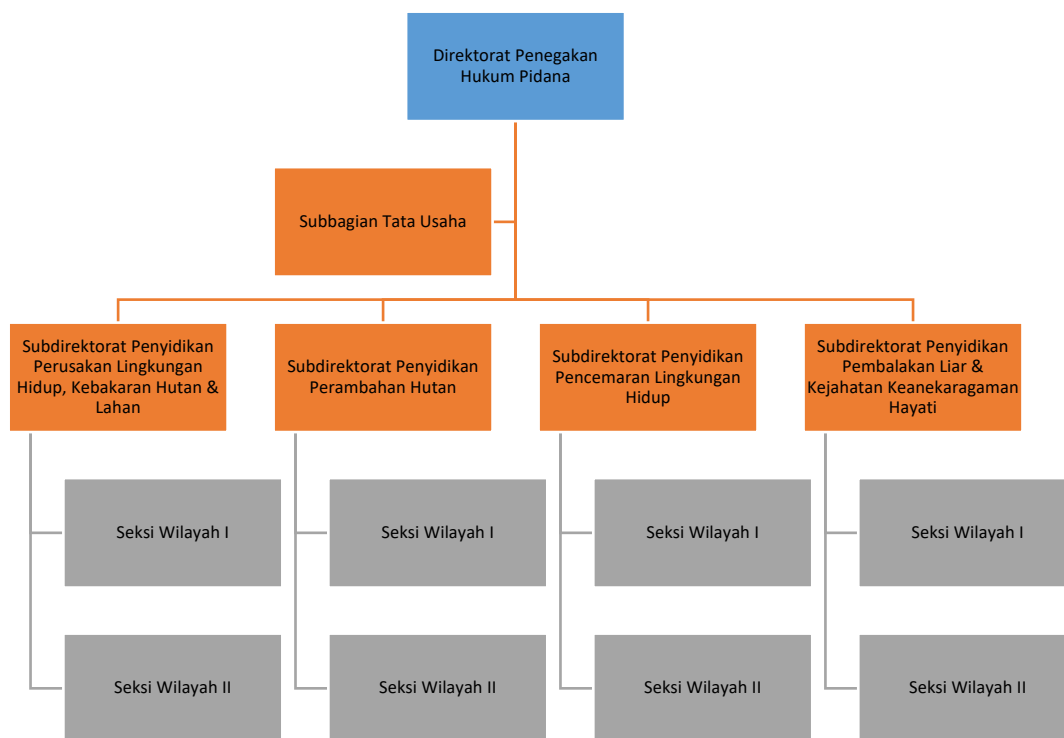 Direktorat Penegakan
Hukum Pidana
Subbagian Tata Usaha
Subdirektorat Penyidikan
Perusakan Lingkungan
Hidup, Kebakaran Hutan &
Lahan
Subdirektorat Penyidikan
Perambahan Hutan
Subdirektorat Penyidikan
Pencemaran Lingkungan
Hidup
Subdirektorat Penyidikan
Pembalakan Liar &
Kejahatan Keanekaragaman
Hayati
Seksi Wilayah I
Seksi Wilayah I
Seksi Wilayah I
Seksi Wilayah I
Seksi Wilayah II
Seksi Wilayah II
Seksi Wilayah II
Seksi Wilayah II